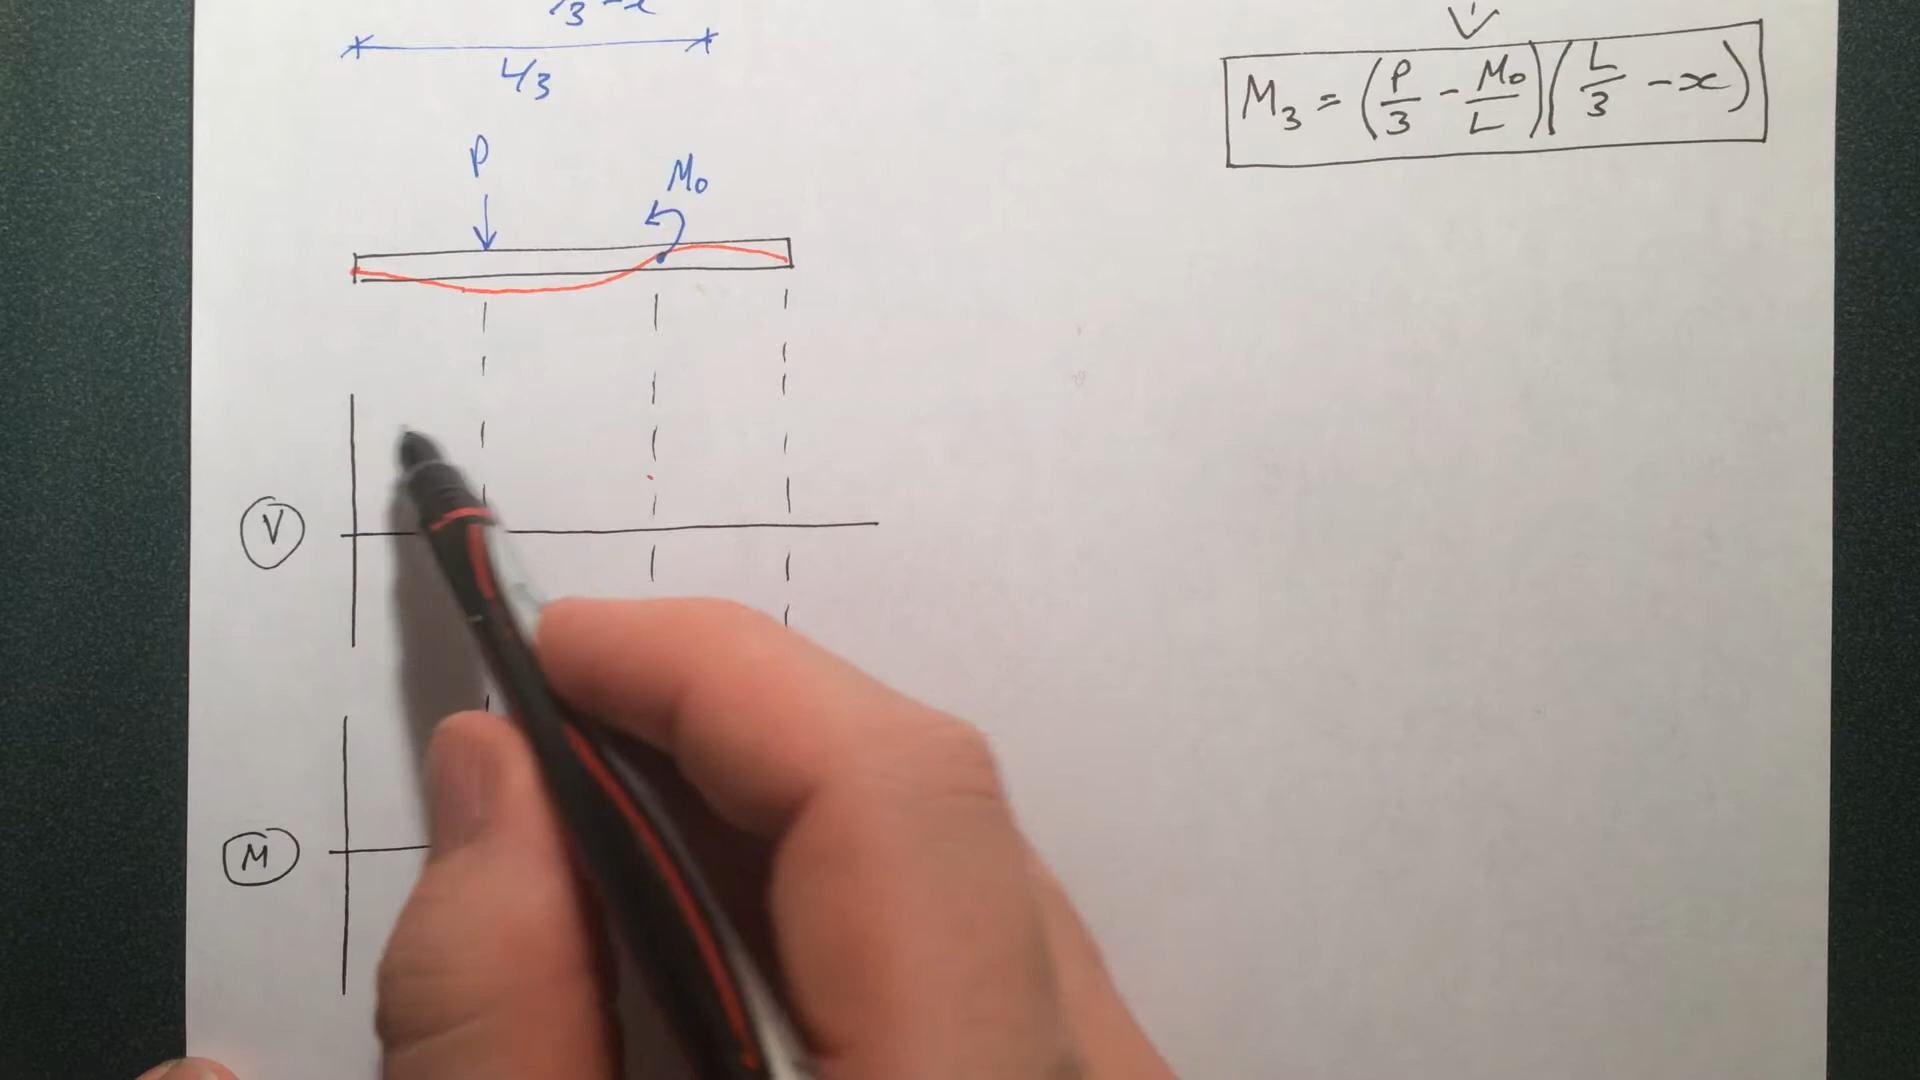 L/3
P
M₀
V
M
M₃ = (P/3 - M₀/L)(L/3 - x)